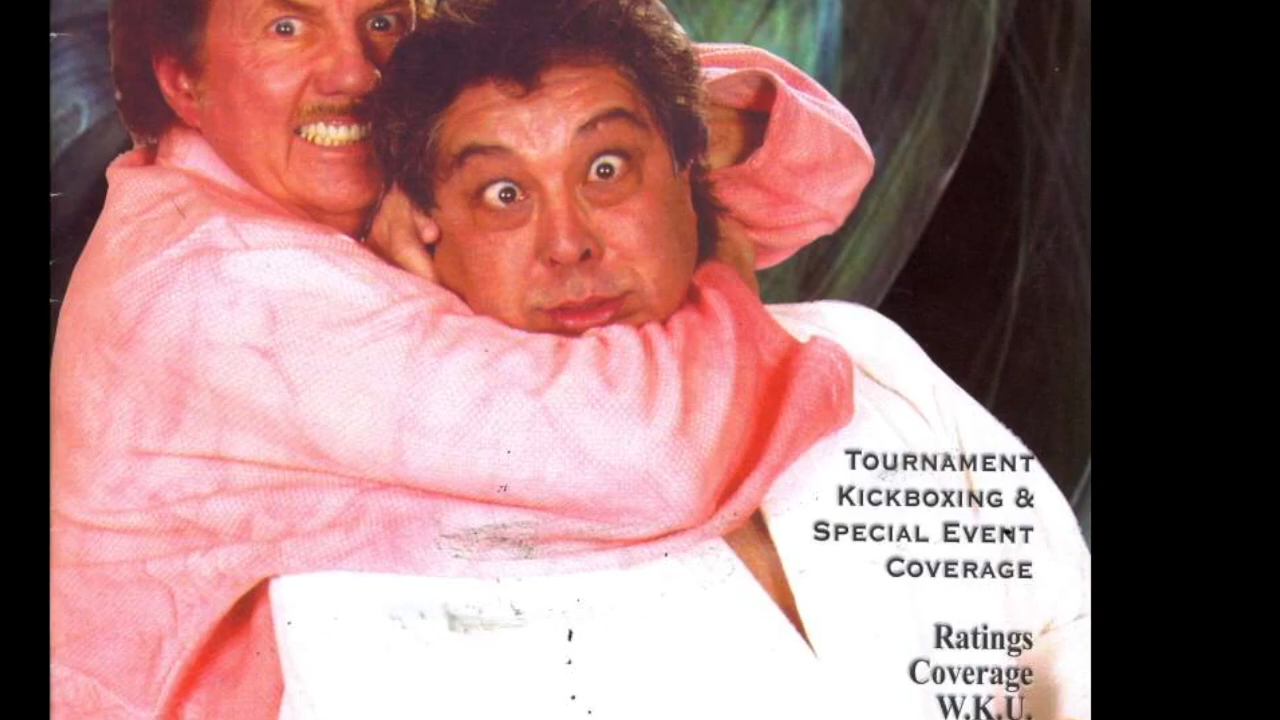 TOURNAMENT
KICKBOXING &
SPECIAL EVENT
COVERAGE
Ratings
Coverage
W.K.U.